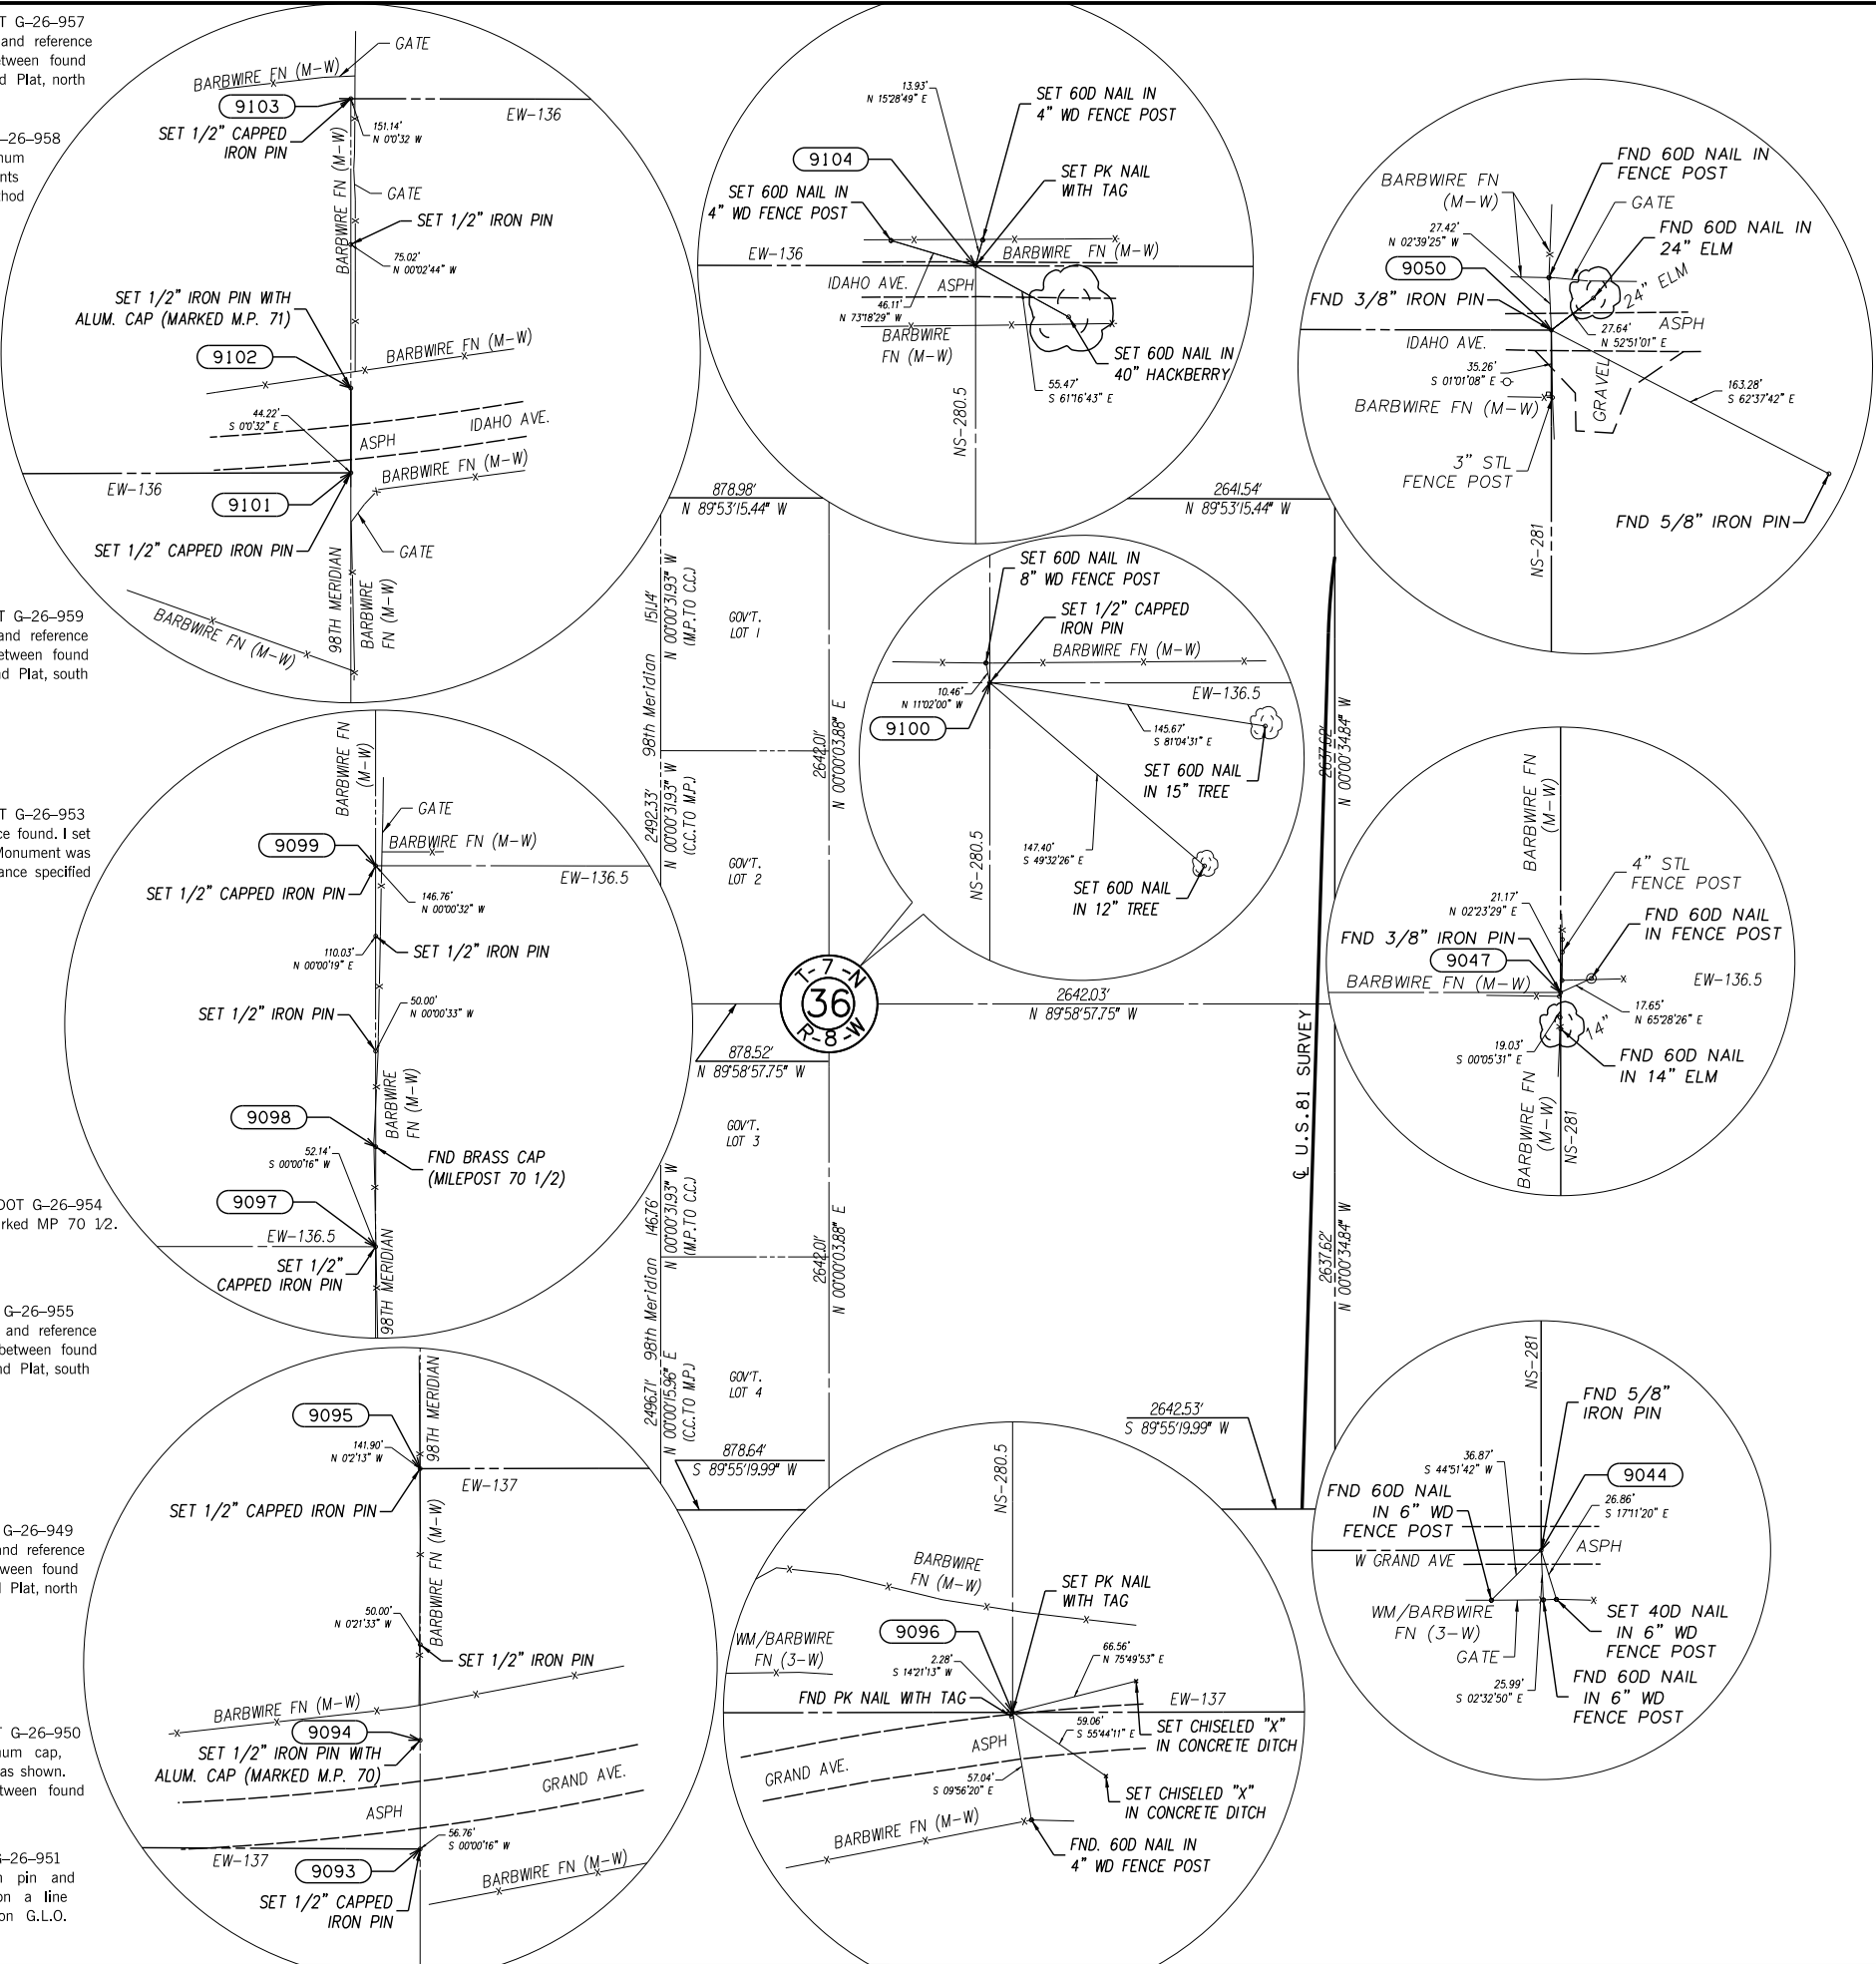 T G–26–957
and reference
tween found
d Plat, north
–26–958
num
nts
thod
T G–26–959
and reference
etween found
nd Plat, south
T G–26–953
ce found. I set
Monument was
ance specified
DOT G–26–954
rked MP 70 1⁄2.
G–26–955
and reference
between found
nd Plat, south
G–26–949
and reference
ween found
Plat, north
T G–26–950
num cap,
as shown.
tween found
G–26–951
n pin and
on a line
on G.L.O.
GATE
BARBWIRE FN (M-W)
9103
EW-136
SET 1/2" CAPPED
IRON PIN
151.14'
N 0°0'32 W
BARBWIRE FN (M-W)
GATE
SET 1/2" IRON PIN
75.02'
N 00°02'44" W
SET 1/2" IRON PIN WITH
ALUM. CAP (MARKED M.P. 71)
9102
BARBWIRE FN (M-W)
44.22'
S 0°0'32" E
IDAHO AVE.
ASPH
BARBWIRE FN (M-W)
EW-136
9101
SET 1/2" CAPPED IRON PIN
GATE
98TH MERIDIAN
BARBWIRE
FN (M-W)
BARBWIRE FN (M-W)
13.93'
N 15°28'49" E
SET 60D NAIL IN
4" WD FENCE POST
9104
SET PK NAIL
WITH TAG
SET 60D NAIL IN
4" WD FENCE POST
EW-136
BARBWIRE FN (M-W)
IDAHO AVE.
ASPH
46.11'
N 73°18'29" W
BARBWIRE
FN (M-W)
SET 60D NAIL IN
40" HACKBERRY
55.47'
S 61°16'43" E
NS-280.5
FND 60D NAIL IN
FENCE POST
BARBWIRE FN
(M-W)
GATE
27.42'
N 02°39'25" W
FND 60D NAIL IN
24" ELM
9050
24" ELM
FND 3/8" IRON PIN
ASPH
27.64'
N 52°51'01" E
IDAHO AVE.
35.26'
S 01°01'08" E
GRAVEL
163.28'
S 62°37'42" E
BARBWIRE FN (M-W)
3" STL
FENCE POST
FND 5/8" IRON PIN
NS-281
878.98'
N 89°53'15.44" W
2641.54'
N 89°53'15.44" W
151.14'
N 00°00'31.93" W
(M.P. TO C.C.)
98th Meridian
2492.33'
N 00°00'31.93" W
(C.C. TO M.P.)
GOV'T.
LOT 1
GOV'T.
LOT 2
2642.01'
N 00°00'03.88" E
2637.62'
N 00°00'34.84" W
SET 60D NAIL IN
8" WD FENCE POST
SET 1/2" CAPPED
IRON PIN
BARBWIRE FN (M-W)
10.46'
N 11°02'00" W
EW-136.5
9100
145.67'
S 81°04'31" E
SET 60D NAIL
IN 15" TREE
147.40'
S 49°32'26" E
SET 60D NAIL
IN 12" TREE
NS-280.5
BARBWIRE FN
(M-W)
GATE
9099
BARBWIRE FN (M-W)
EW-136.5
SET 1/2" CAPPED IRON PIN
146.76'
N 00°00'32" W
110.03'
N 00°00'19" E
SET 1/2" IRON PIN
SET 1/2" IRON PIN
50.00'
N 00°00'33" W
BARBWIRE
FN (M-W)
9098
52.14'
S 00°00'16" W
FND BRASS CAP
(MILEPOST 70 1/2)
9097
EW-136.5
SET 1/2"
CAPPED IRON PIN
98TH MERIDIAN
T-7-N
36
R-8-W
2642.03'
N 89°58'57.75" W
878.52'
N 89°58'57.75" W
BARBWIRE FN
(M-W)
4" STL
FENCE POST
21.17'
N 02°23'29" E
FND 60D NAIL
IN FENCE POST
FND 3/8" IRON PIN
9047
BARBWIRE FN (M-W)
EW-136.5
17.65'
N 65°28'26" E
14"
19.03'
S 00°05'31" E
FND 60D NAIL
IN 14" ELM
BARBWIRE FN
(M-W)
NS-281
GOV'T.
LOT 3
146.76'
N 00°00'31.93" W
(M.P. TO C.C.)
98th Meridian
2496.71'
N 00°00'15.96" E
(C.C. TO M.P.)
GOV'T.
LOT 4
2642.01'
N 00°00'03.88" E
℄ U.S.81 SURVEY
2637.62'
N 00°00'34.84" W
878.64'
S 89°55'19.99" W
2642.53'
S 89°55'19.99" W
98TH MERIDIAN
9095
141.90'
N 0°2'13" W
EW-137
SET 1/2" CAPPED IRON PIN
BARBWIRE FN (M-W)
50.00'
N 0°21'33" W
SET 1/2" IRON PIN
BARBWIRE FN (M-W)
9094
SET 1/2" IRON PIN WITH
ALUM. CAP (MARKED M.P. 70)
GRAND AVE.
ASPH
56.76'
S 00°00'16" W
EW-137
9093
BARBWIRE FN (M-W)
SET 1/2" CAPPED
IRON PIN
NS-280.5
BARBWIRE
FN (M-W)
SET PK NAIL
WITH TAG
WM/BARBWIRE
FN (3-W)
9096
2.28'
S 14°21'13" W
66.56'
N 75°49'53" E
FND PK NAIL WITH TAG
EW-137
59.06'
S 55°44'11" E
SET CHISELED "X"
IN CONCRETE DITCH
ASPH
GRAND AVE.
57.04'
S 09°56'20" E
SET CHISELED "X"
IN CONCRETE DITCH
BARBWIRE FN (M-W)
FND. 60D NAIL IN
4" WD FENCE POST
NS-281
FND 5/8"
IRON PIN
36.87'
S 44°51'42" W
9044
FND 60D NAIL
IN 6" WD
FENCE POST
26.86'
S 17°11'20" E
ASPH
W GRAND AVE
WM/BARBWIRE
FN (3-W)
SET 40D NAIL
IN 6" WD
FENCE POST
GATE
25.99'
S 02°32'50" E
FND 60D NAIL
IN 6" WD
FENCE POST